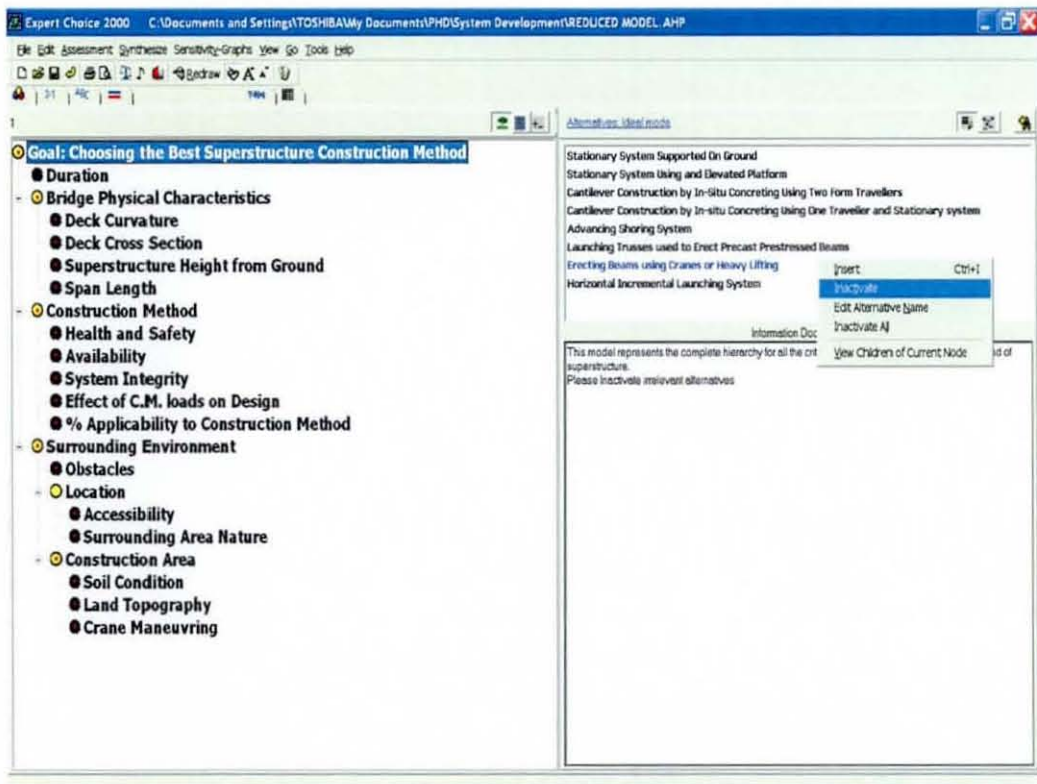 Expert Choice 2000 C:\Documents and Settings\TOSHIBA\My Documents\PHD\System Development\REDUCED MODEL.AHP
File Edit Assessment Synthesize Sensitivity-Graphs View Go Tools Help
Redraw
Goal: Choosing the Best Superstructure Construction Method
Duration
Bridge Physical Characteristics
Deck Curvature
Deck Cross Section
Superstructure Height from Ground
Span Length
Construction Method
Health and Safety
Availability
System Integrity
Effect of C.M. loads on Design
% Applicability to Construction Method
Surrounding Environment
Obstacles
Location
Accessibility
Surrounding Area Nature
Construction Area
Soil Condition
Land Topography
Crane Maneuvring
Alternatives: Ideal mode
Stationary System Supported On Ground
Stationary System Using and Elevated Platform
Cantilever Construction by In-Situ Concreting Using Two Form Travellers
Cantilever Construction by In-situ Concreting Using One Traveller and Stationary system
Advancing Shoring System
Launching Trusses used to Erect Precast Prestressed Beams
Erecting Beams using Cranes or Heavy Lifting
Horizontal Incremental Launching System
Insert Ctrl+I
Inactivate
Edit Alternative Name
Inactivate All
View Children of Current Node
Information Doc
This model represents the complete hierarchy for all the crit
superstructure.
Please Inactivate irrelevant alternatives